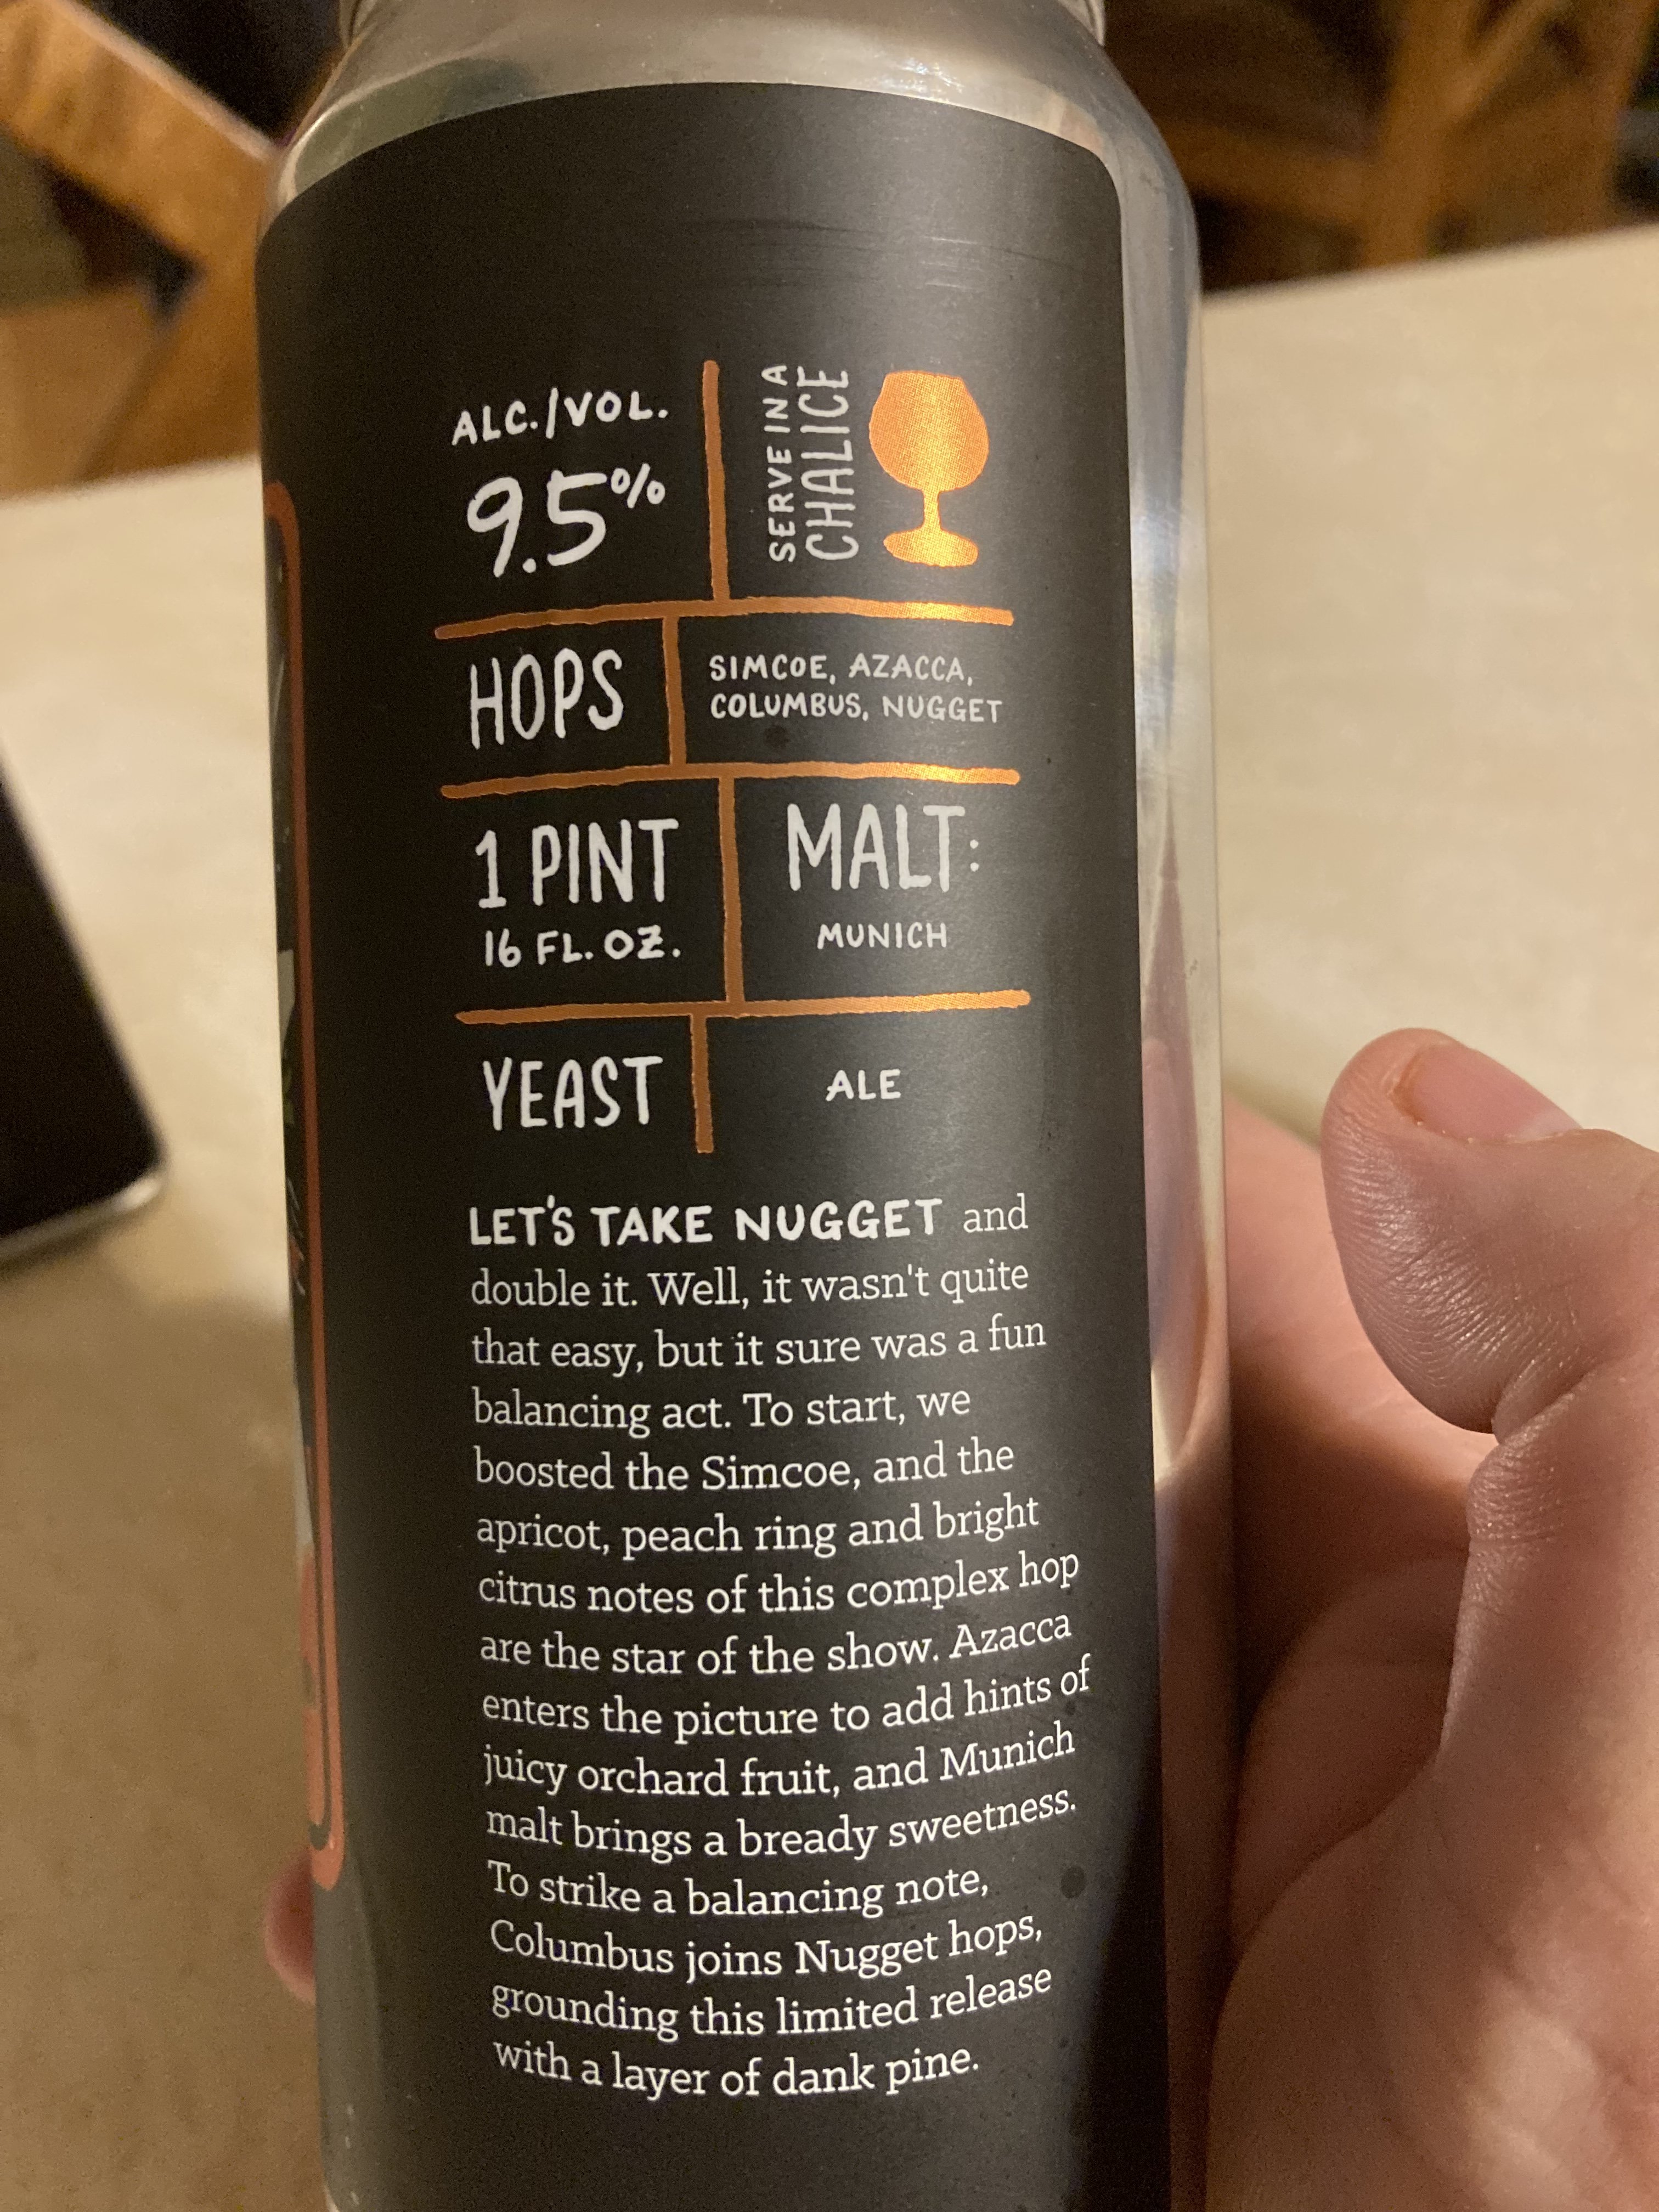 ALC./VOL.
9.5%
SERVE IN A
CHALICE
HOPS
SIMCOE, AZACCA,
COLUMBUS, NUGGET
1 PINT
16 FL. OZ.
MALT:
MUNICH
YEAST
ALE
LET'S TAKE NUGGET and
double it. Well, it wasn't quite
that easy, but it sure was a fun
balancing act. To start, we
boosted the Simcoe, and the
apricot, peach ring and bright
citrus notes of this complex hop
are the star of the show. Azacca
enters the picture to add hints of
juicy orchard fruit, and Munich
malt brings a bready sweetness.
To strike a balancing note,
Columbus joins Nugget hops,
grounding this limited release
with a layer of dank pine.